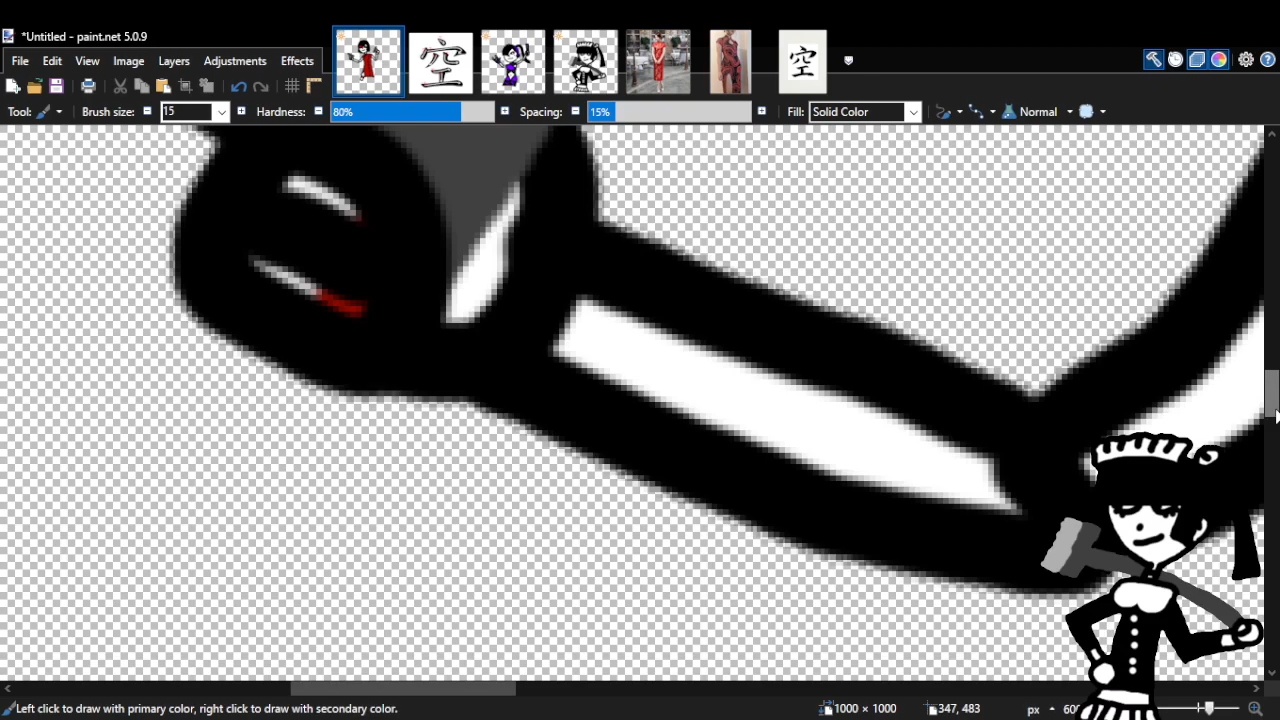 *Untitled - paint.net 5.0.9
File Edit View Image Layers Adjustments Effects
空
空
Tool: Brush size: 15 Hardness: 80% Spacing: 15% Fill: Solid Color Normal
Left click to draw with primary color, right click to draw with secondary color. 1000 × 1000 347, 483 px